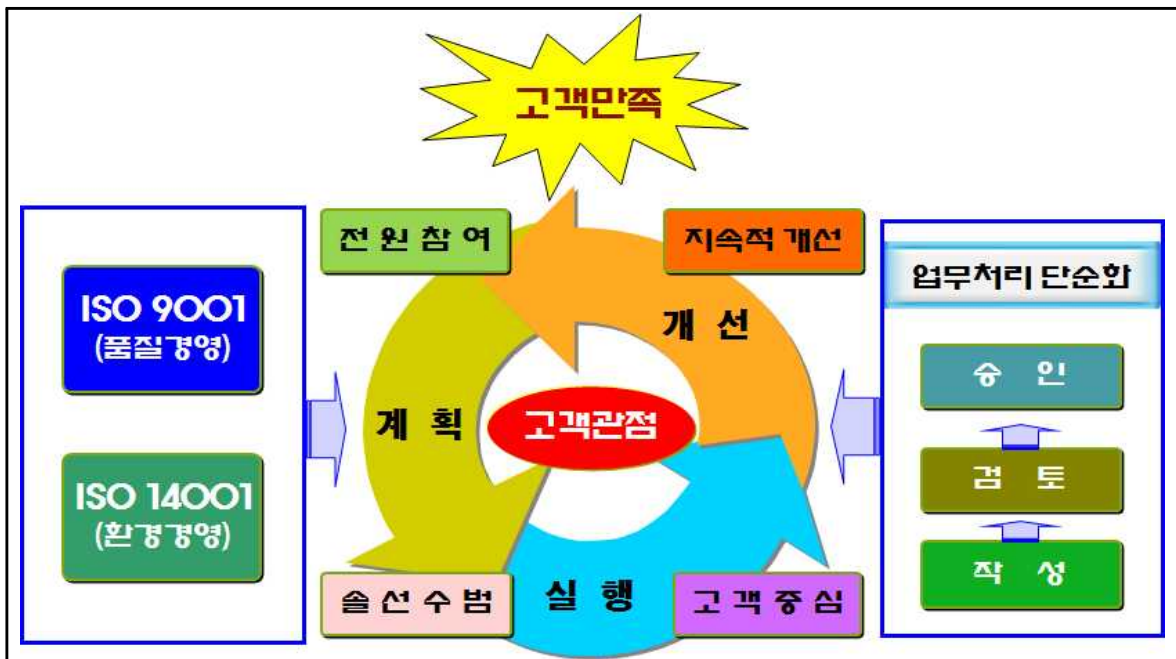 고객만족
전 원 참 여
지속적 개선
ISO 9001
(품질경영)
ISO 14001
(환경경영)
계 획
개 선
고객관점
실 행
솔 선 수 범
고 객 중 심
업무처리 단순화
승 인
검 토
작 성